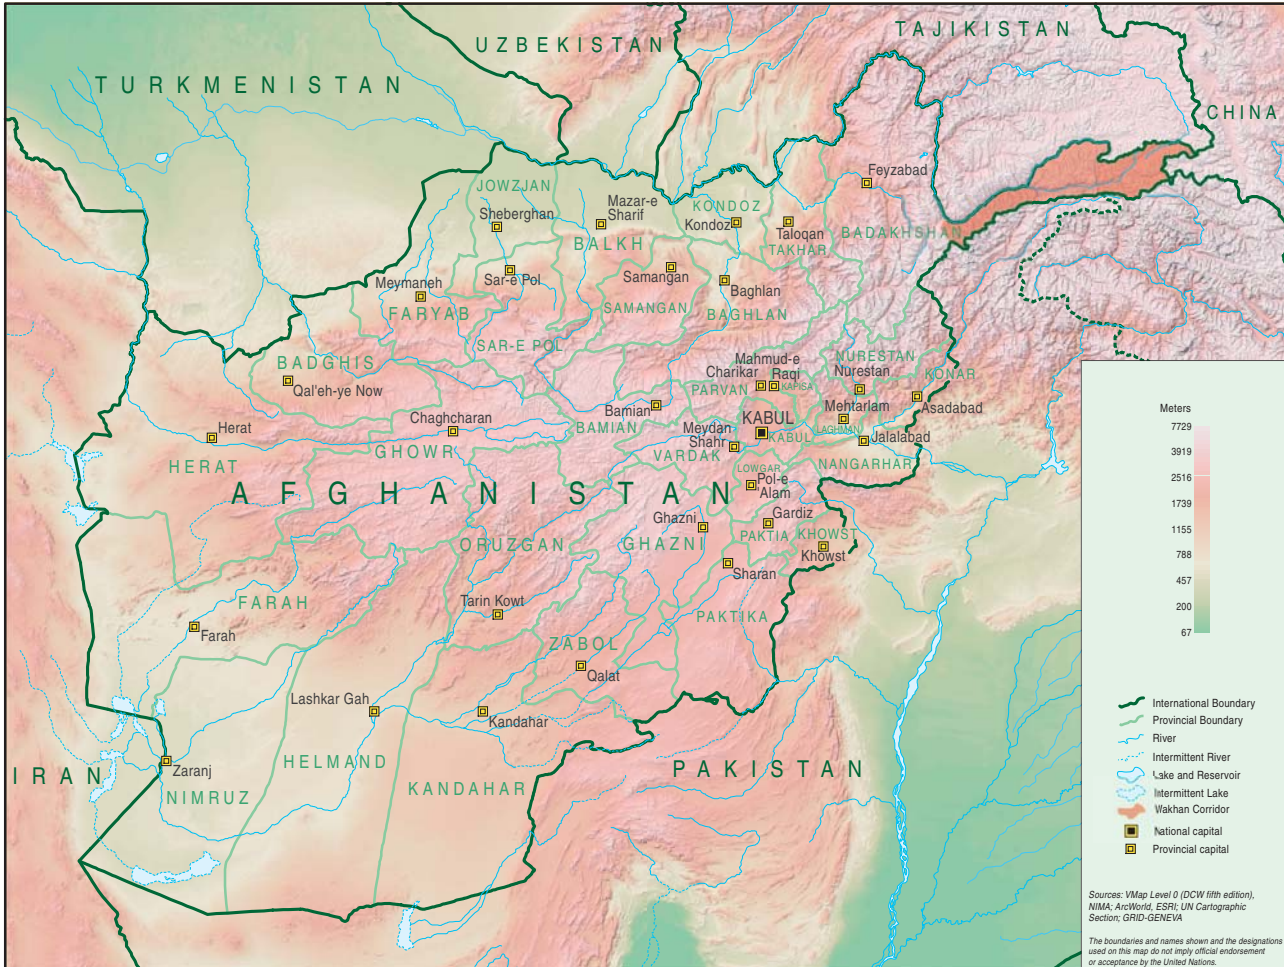 UZBEKISTAN
TAJIKISTAN
TURKMENISTAN
CHINA
Feyzabad
JOWZJAN
Mazar-e
Sharif
KONDOZ
Sheberghan
Kondoz
Taloqan
BADAKHSHAN
BALKH
TAKHAR
Meymaneh
Sar-e Pol
Samangan
Baghlan
FARYAB
SAMANGAN
BAGHLAN
SAR-E POL
BADGHIS
Mahmud-e
Charikar
Raqi
NURESTAN
Nurestan
KONAR
Qal'eh-ye Now
PARVAN
KAPISA
Asadabad
Chaghcharan
Bamian
KABUL
Mehtarlam
Herat
BAMIAN
Meydan
Shahr
KABUL
LAGHMAN
Jalalabad
GHOWR
VARDAK
HERAT
LOWGAR
NANGARHAR
AFGHANISTAN
Pol-e
Alam
Ghazni
Gardiz
ORUZGAN
GHAZNI
PAKTIA
KHOWST
Khowst
Sharan
FARAH
Tarin Kowt
PAKTIKA
Farah
ZABOL
Qalat
Lashkar Gah
Kandahar
IRAN
Zaranj
HELMAND
PAKISTAN
NIMRUZ
KANDAHAR
Meters
7729
3919
2516
1739
1155
788
457
200
67
International Boundary
Provincial Boundary
River
Intermittent River
Lake and Reservoir
Intermittent Lake
Wakhan Corridor
National capital
Provincial capital
Sources: VMap Level 0 (DCW fifth edition),
NIMA; ArcWorld, ESRI; UN Cartographic
Section; GRID-GENEVA
The boundaries and names shown and the designations
used on this map do not imply official endorsement
or acceptance by the United Nations.